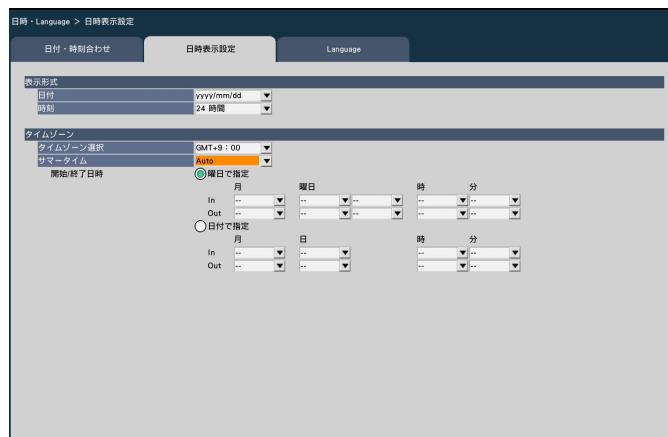 日時・Language > 日時表示設定
日付・時刻合わせ 日時表示設定 Language
表示形式
日付 yyyy/mm/dd
時刻 24 時間
タイムゾーン
タイムゾーン選択 GMT+9：00
サマータイム Auto
開始/終了日時 曜日で指定
月 曜日 時 分
In -- -- -- -- --
Out -- -- -- -- --
日付で指定
月 日 時 分
In -- -- -- --
Out -- -- -- --